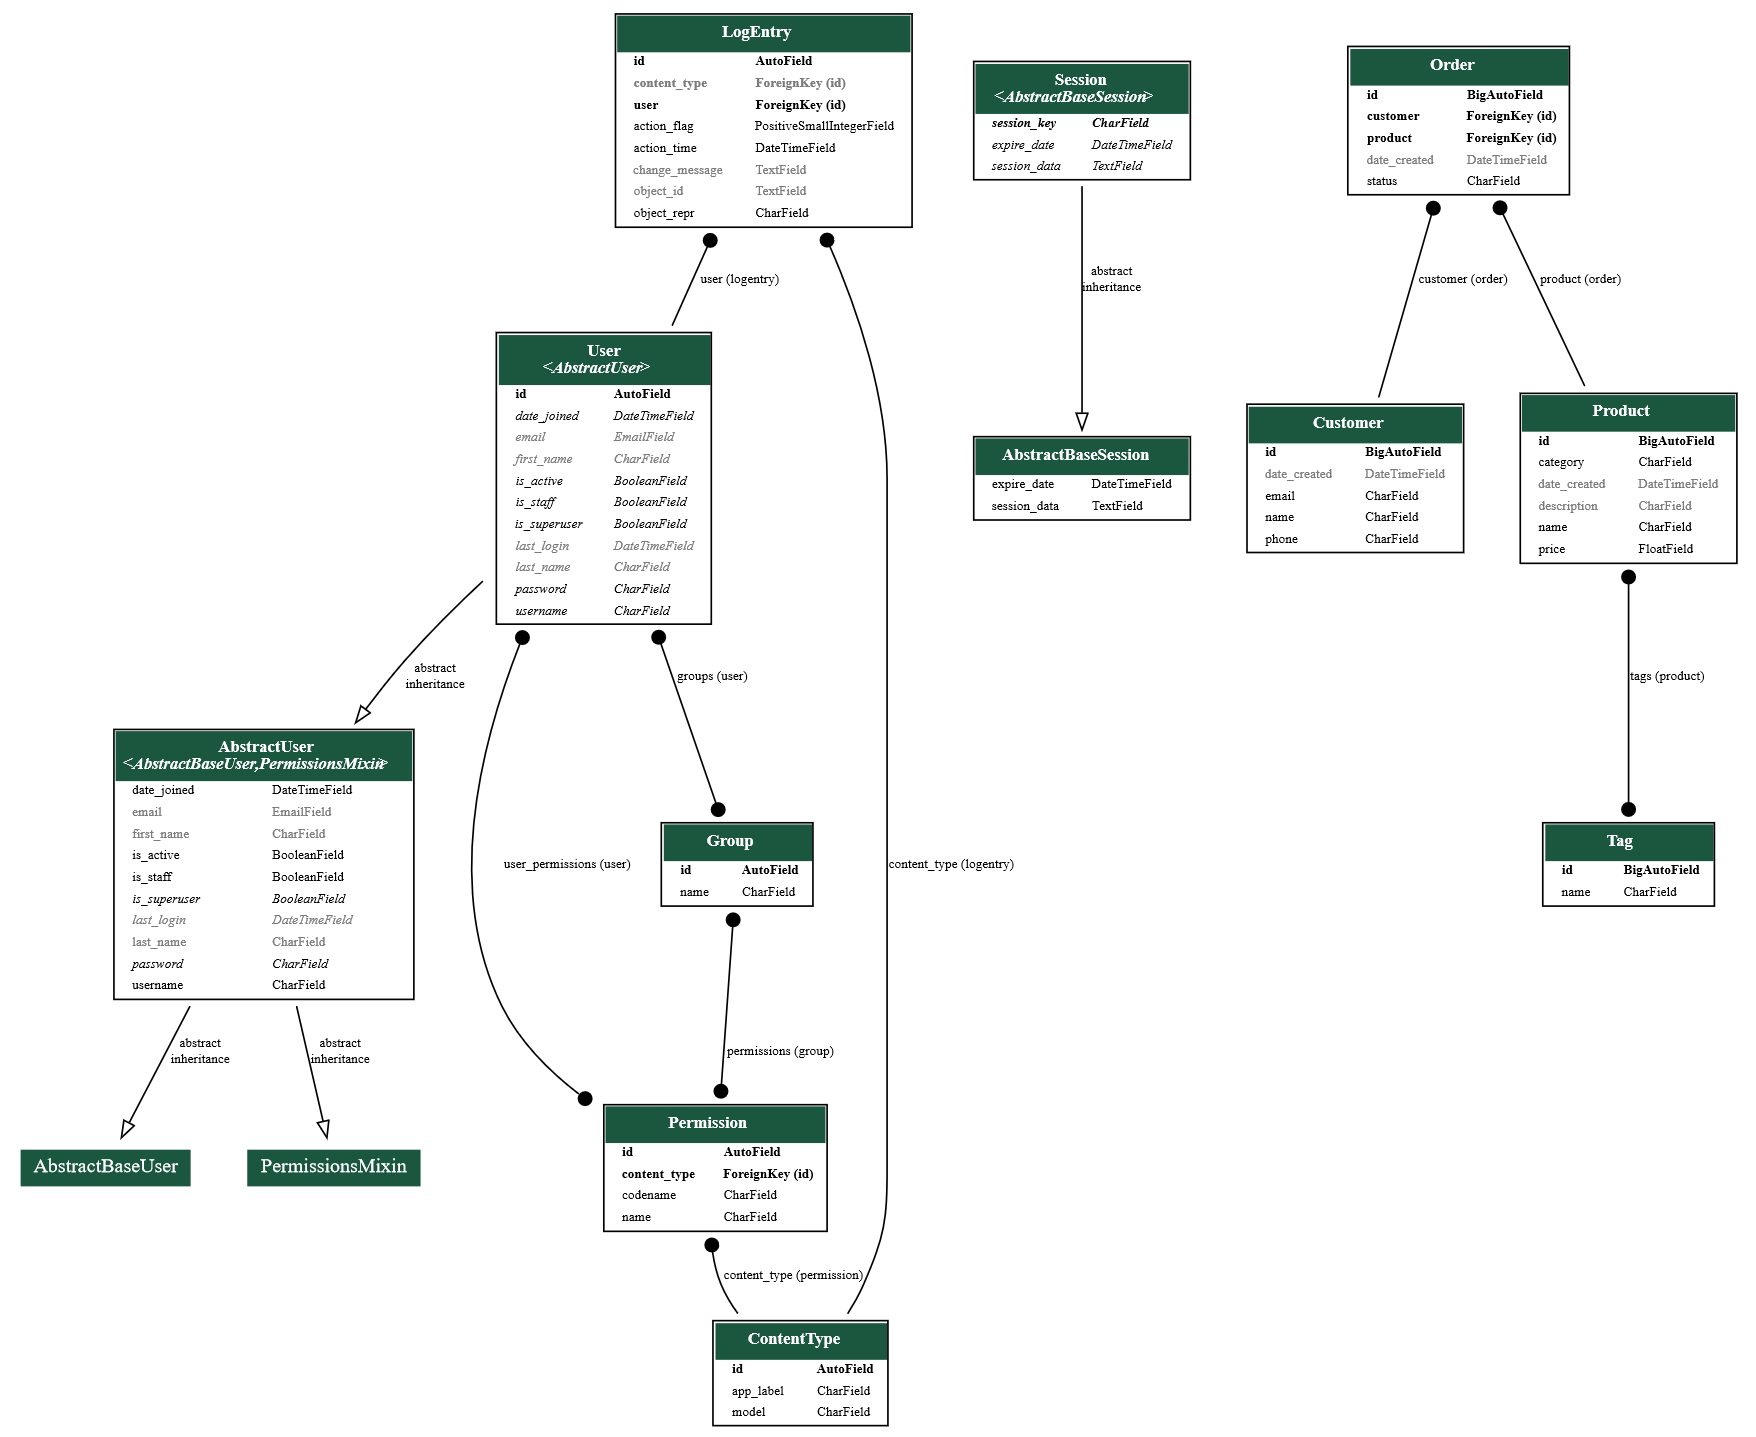 LogEntry
id AutoField
content_type ForeignKey (id)
user ForeignKey (id)
action_flag PositiveSmallIntegerField
action_time DateTimeField
change_message TextField
object_id TextField
object_repr CharField
Session
<AbstractBaseSession>
session_key CharField
expire_date DateTimeField
session_data TextField
Order
id BigAutoField
customer ForeignKey (id)
product ForeignKey (id)
date_created DateTimeField
status CharField
user (logentry)
abstract
inheritance
customer (order)
product (order)
User
<AbstractUser>
id AutoField
date_joined DateTimeField
email EmailField
first_name CharField
is_active BooleanField
is_staff BooleanField
is_superuser BooleanField
last_login DateTimeField
last_name CharField
password CharField
username CharField
AbstractBaseSession
expire_date DateTimeField
session_data TextField
Customer
id BigAutoField
date_created DateTimeField
email CharField
name CharField
phone CharField
Product
id BigAutoField
category CharField
date_created DateTimeField
description CharField
name CharField
price FloatField
abstract
inheritance
groups (user)
tags (product)
AbstractUser
<AbstractBaseUser,PermissionsMixin>
date_joined DateTimeField
email EmailField
first_name CharField
is_active BooleanField
is_staff BooleanField
is_superuser BooleanField
last_login DateTimeField
last_name CharField
password CharField
username CharField
user_permissions (user)
Group
id AutoField
name CharField
content_type (logentry)
Tag
id BigAutoField
name CharField
abstract
inheritance
abstract
inheritance
permissions (group)
AbstractBaseUser
PermissionsMixin
Permission
id AutoField
content_type ForeignKey (id)
codename CharField
name CharField
content_type (permission)
ContentType
id AutoField
app_label CharField
model CharField